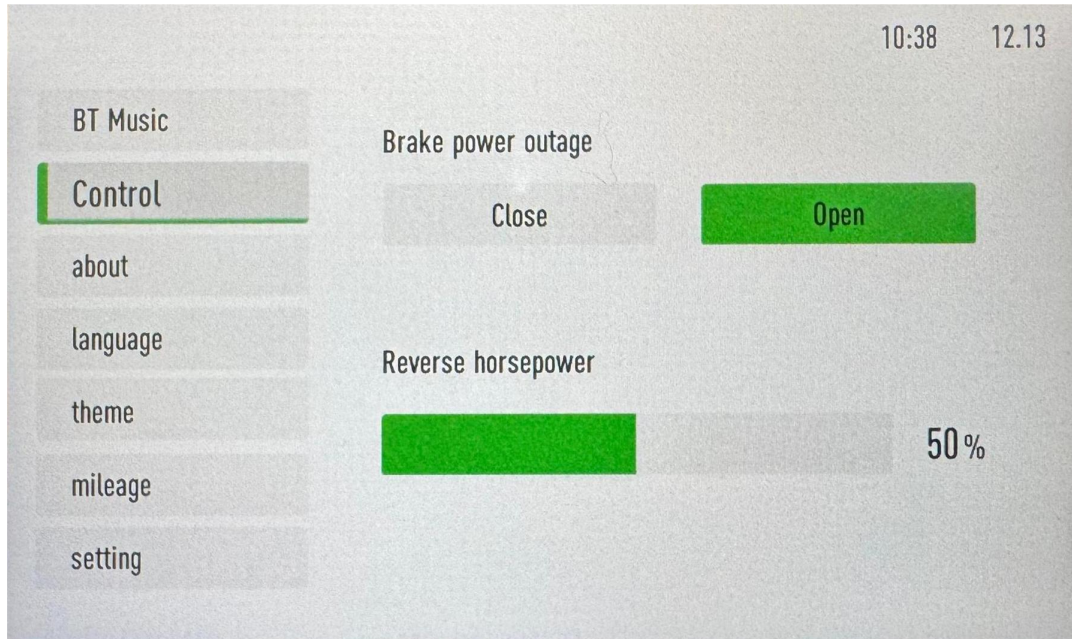 10:38 12.13
BT Music
Control
about
language
theme
mileage
setting
Brake power outage
Close Open
Reverse horsepower
50%